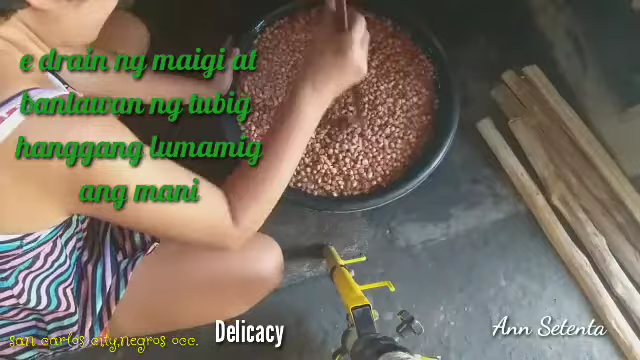 e drain ng maigi at
banlawan ng tubig
hanggang lumamig
ang mani
san carlos city,negros occ.
Delicacy
Ann Setenta